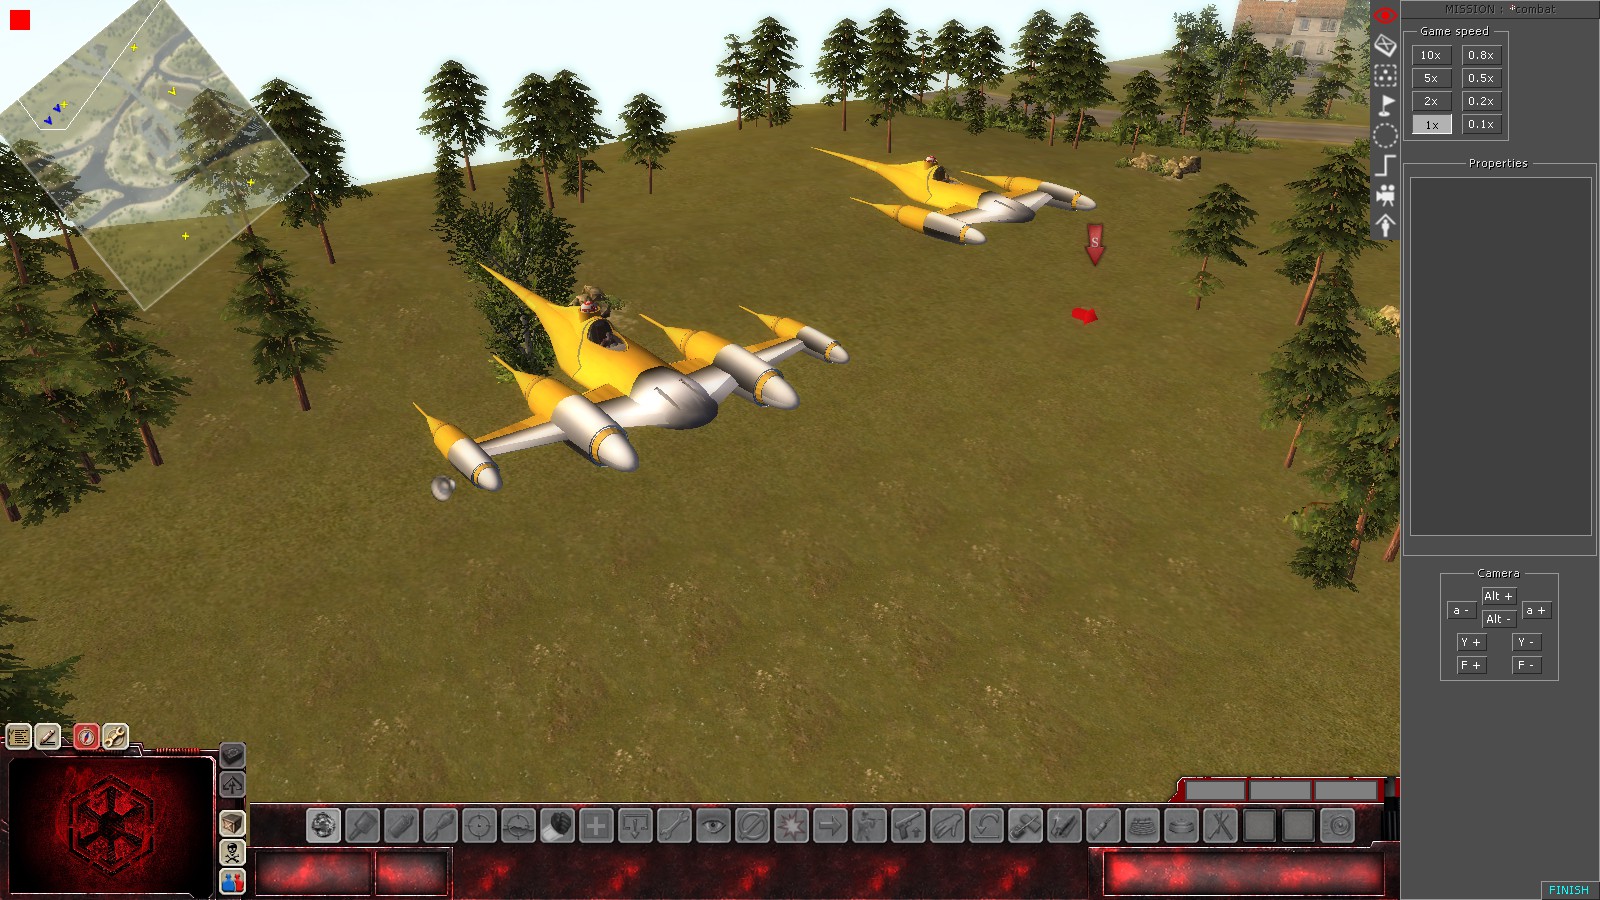 MISSION : *combat
Game speed
10x 0.8x
5x 0.5x
2x 0.2x
1x 0.1x
Properties
S
Camera
Alt +
a - a +
Alt -
Y + Y -
F + F -
FINISH